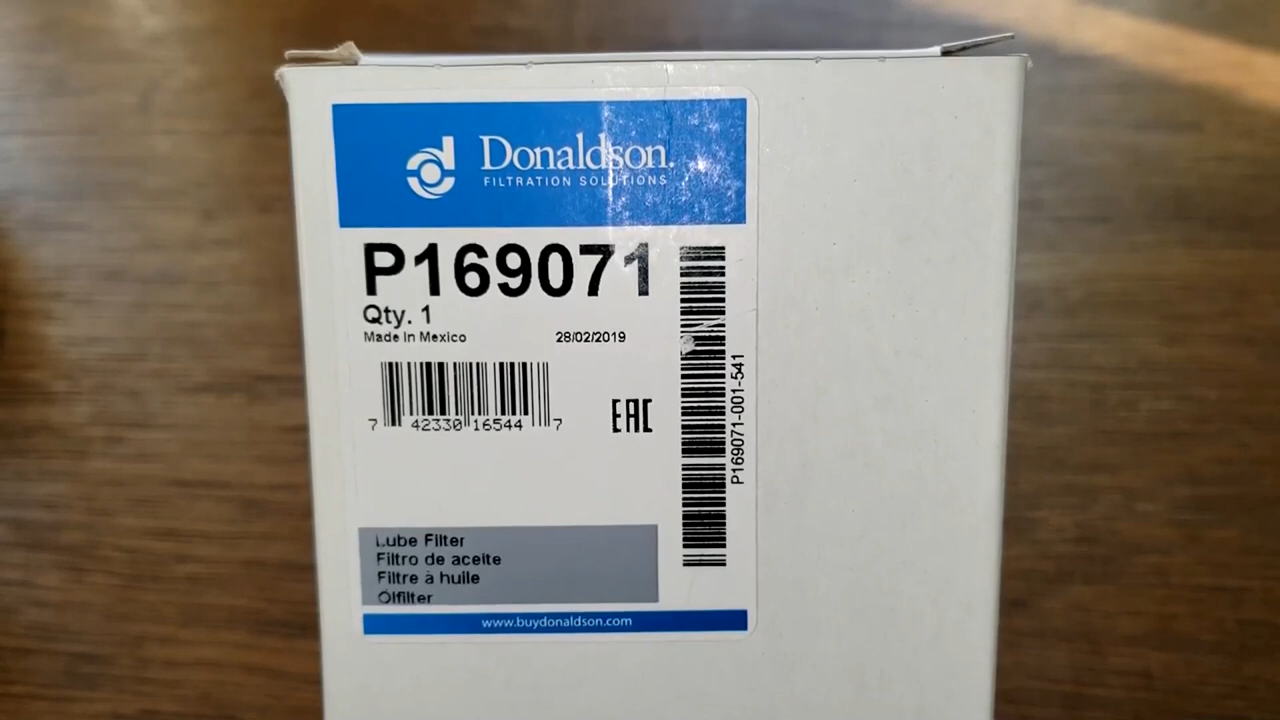 Donaldson.
FILTRATION SOLUTIONS
P169071
Qty. 1
Made in Mexico
28/02/2019
7 42330 16544 7
EAC
P169071-001-541
Lube Filter
Filtro de aceite
Filtre à huile
Ölfilter
www.buydonaldson.com